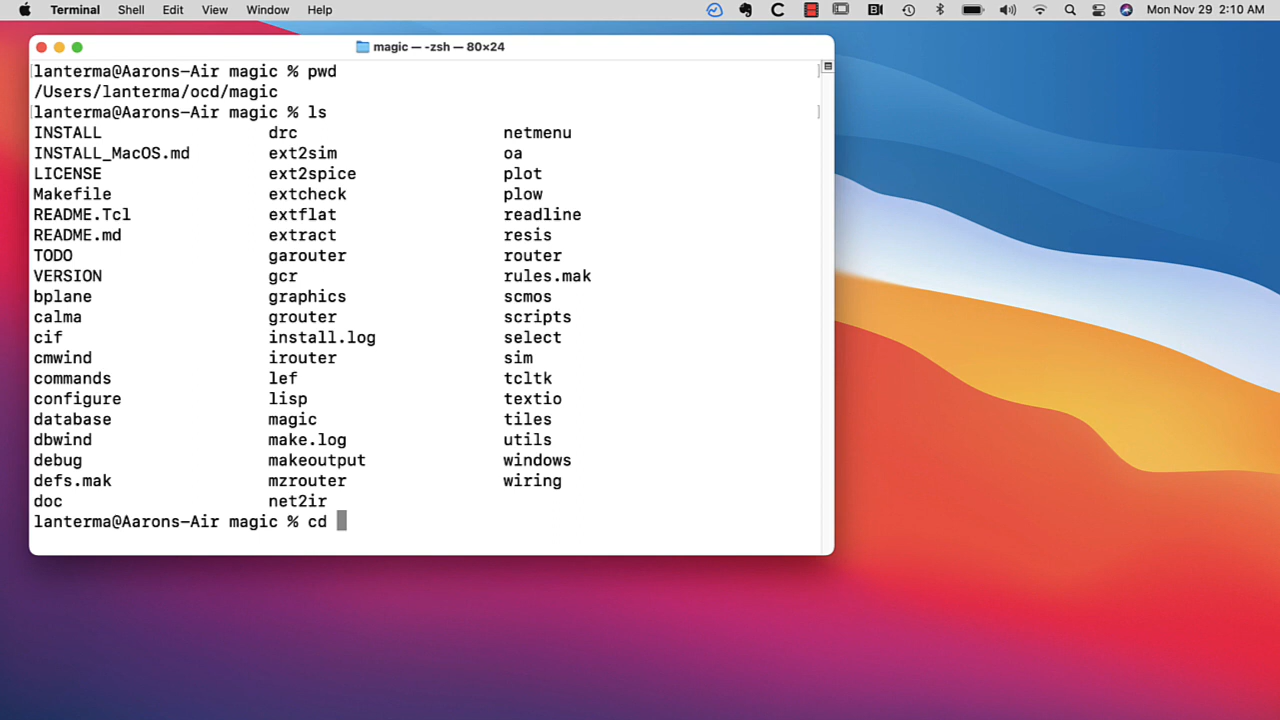 Terminal Shell Edit View Window Help Mon Nov 29 2:10 AM
magic — -zsh — 80×24
lanterma@Aarons-Air magic % pwd
/Users/lanterma/ocd/magic
lanterma@Aarons-Air magic % ls
INSTALL drc netmenu
INSTALL_MacOS.md ext2sim oa
LICENSE ext2spice plot
Makefile extcheck plow
README.Tcl extflat readline
README.md extract resis
TODO garouter router
VERSION gcr rules.mak
bplane graphics scmos
calma grouter scripts
cif install.log select
cmwind irouter sim
commands lef tcltk
configure lisp textio
database magic tiles
dbwind make.log utils
debug makeoutput windows
defs.mak mzrouter wiring
doc net2ir
lanterma@Aarons-Air magic % cd